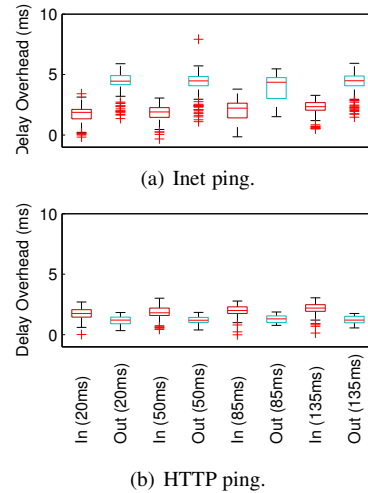 Delay Overhead (ms)
10
5
0
(a) Inet ping.
Delay Overhead (ms)
10
5
0
In (20ms)
Out (20ms)
In (50ms)
Out (50ms)
In (85ms)
Out (85ms)
In (135ms)
Out (135ms)
(b) HTTP ping.